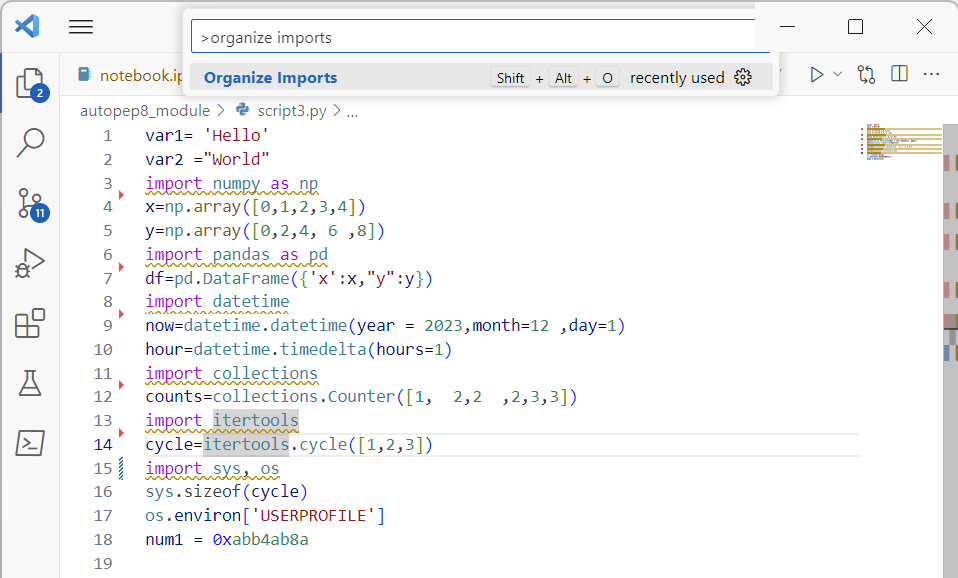 >organize imports
Organize Imports Shift + Alt + O recently used
notebook.ip
autopep8_module > script3.py > ...
1 var1= 'Hello'
2 var2 ="World"
3 import numpy as np
4 x=np.array([0,1,2,3,4])
5 y=np.array([0,2,4, 6 ,8])
6 import pandas as pd
7 df=pd.DataFrame({'x':x,"y":y})
8 import datetime
9 now=datetime.datetime(year = 2023,month=12 ,day=1)
10 hour=datetime.timedelta(hours=1)
11 import collections
12 counts=collections.Counter([1,  2,2  ,2,3,3])
13 import itertools
14 cycle=itertools.cycle([1,2,3])
15 import sys, os
16 sys.sizeof(cycle)
17 os.environ['USERPROFILE']
18 num1 = 0xabb4ab8a
19
2
11